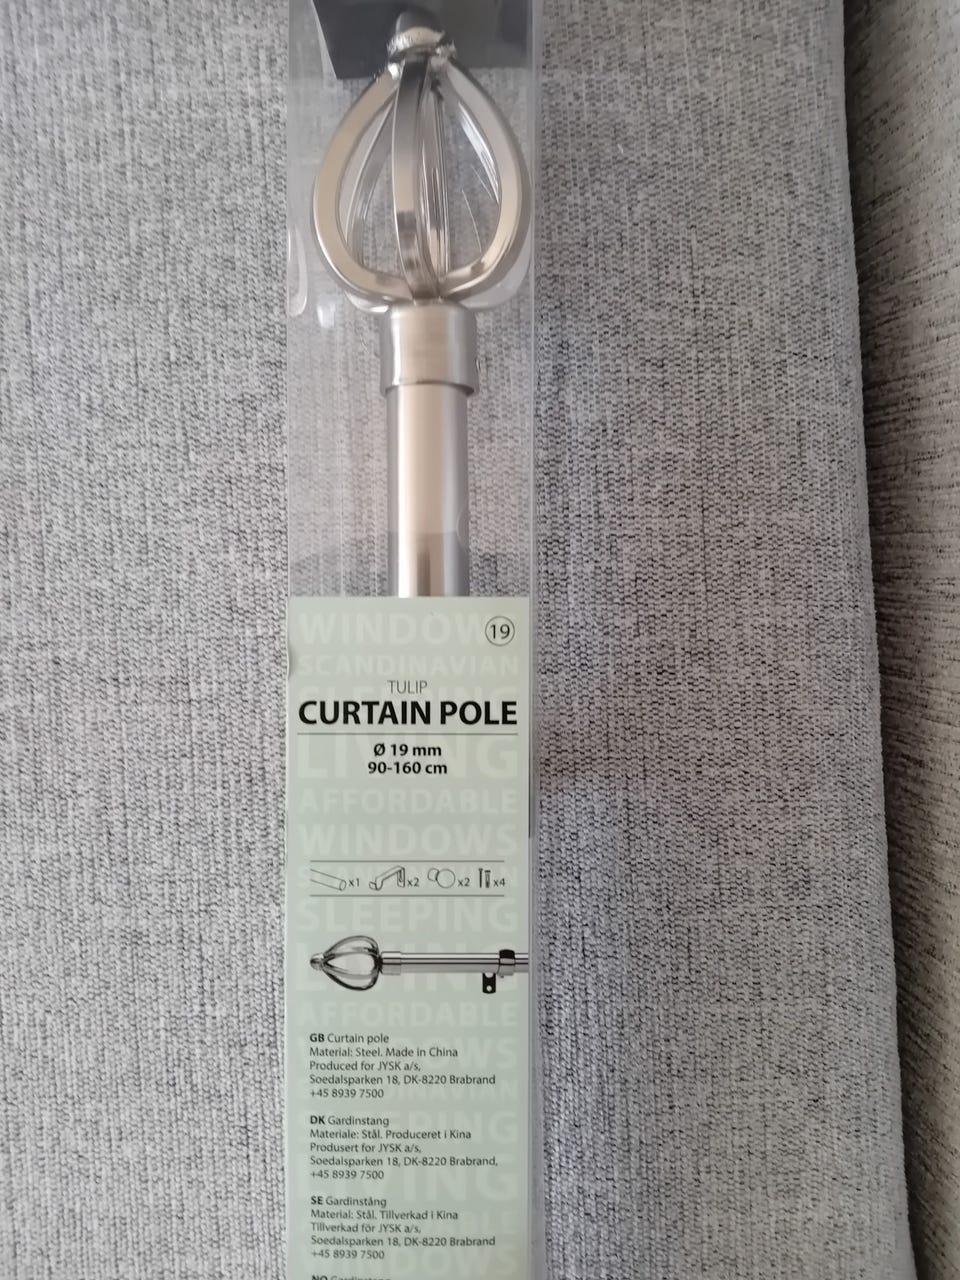 WINDOW
19
SCANDINAVIAN
TULIP
CURTAIN POLE
Ø 19 mm
90-160 cm
LIVING
AFFORDABLE
WINDOWS
x1 x2 x2 x4
SLEEPING
AFFORDABLE
GB Curtain pole
Material: Steel. Made in China
Produced for JYSK a/s,
Soedalsparken 18, DK-8220 Brabrand
+45 8939 7500
DK Gardinstang
Materiale: Stål. Produceret i Kina
Produsert for JYSK a/s,
Soedalsparken 18, DK-8220 Brabrand,
+45 8939 7500
SE Gardinstång
Material: Stål. Tillverkad i Kina
Tillverkad för JYSK a/s,
Soedalsparken 18, DK-8220 Brabrand
+45 8939 7500